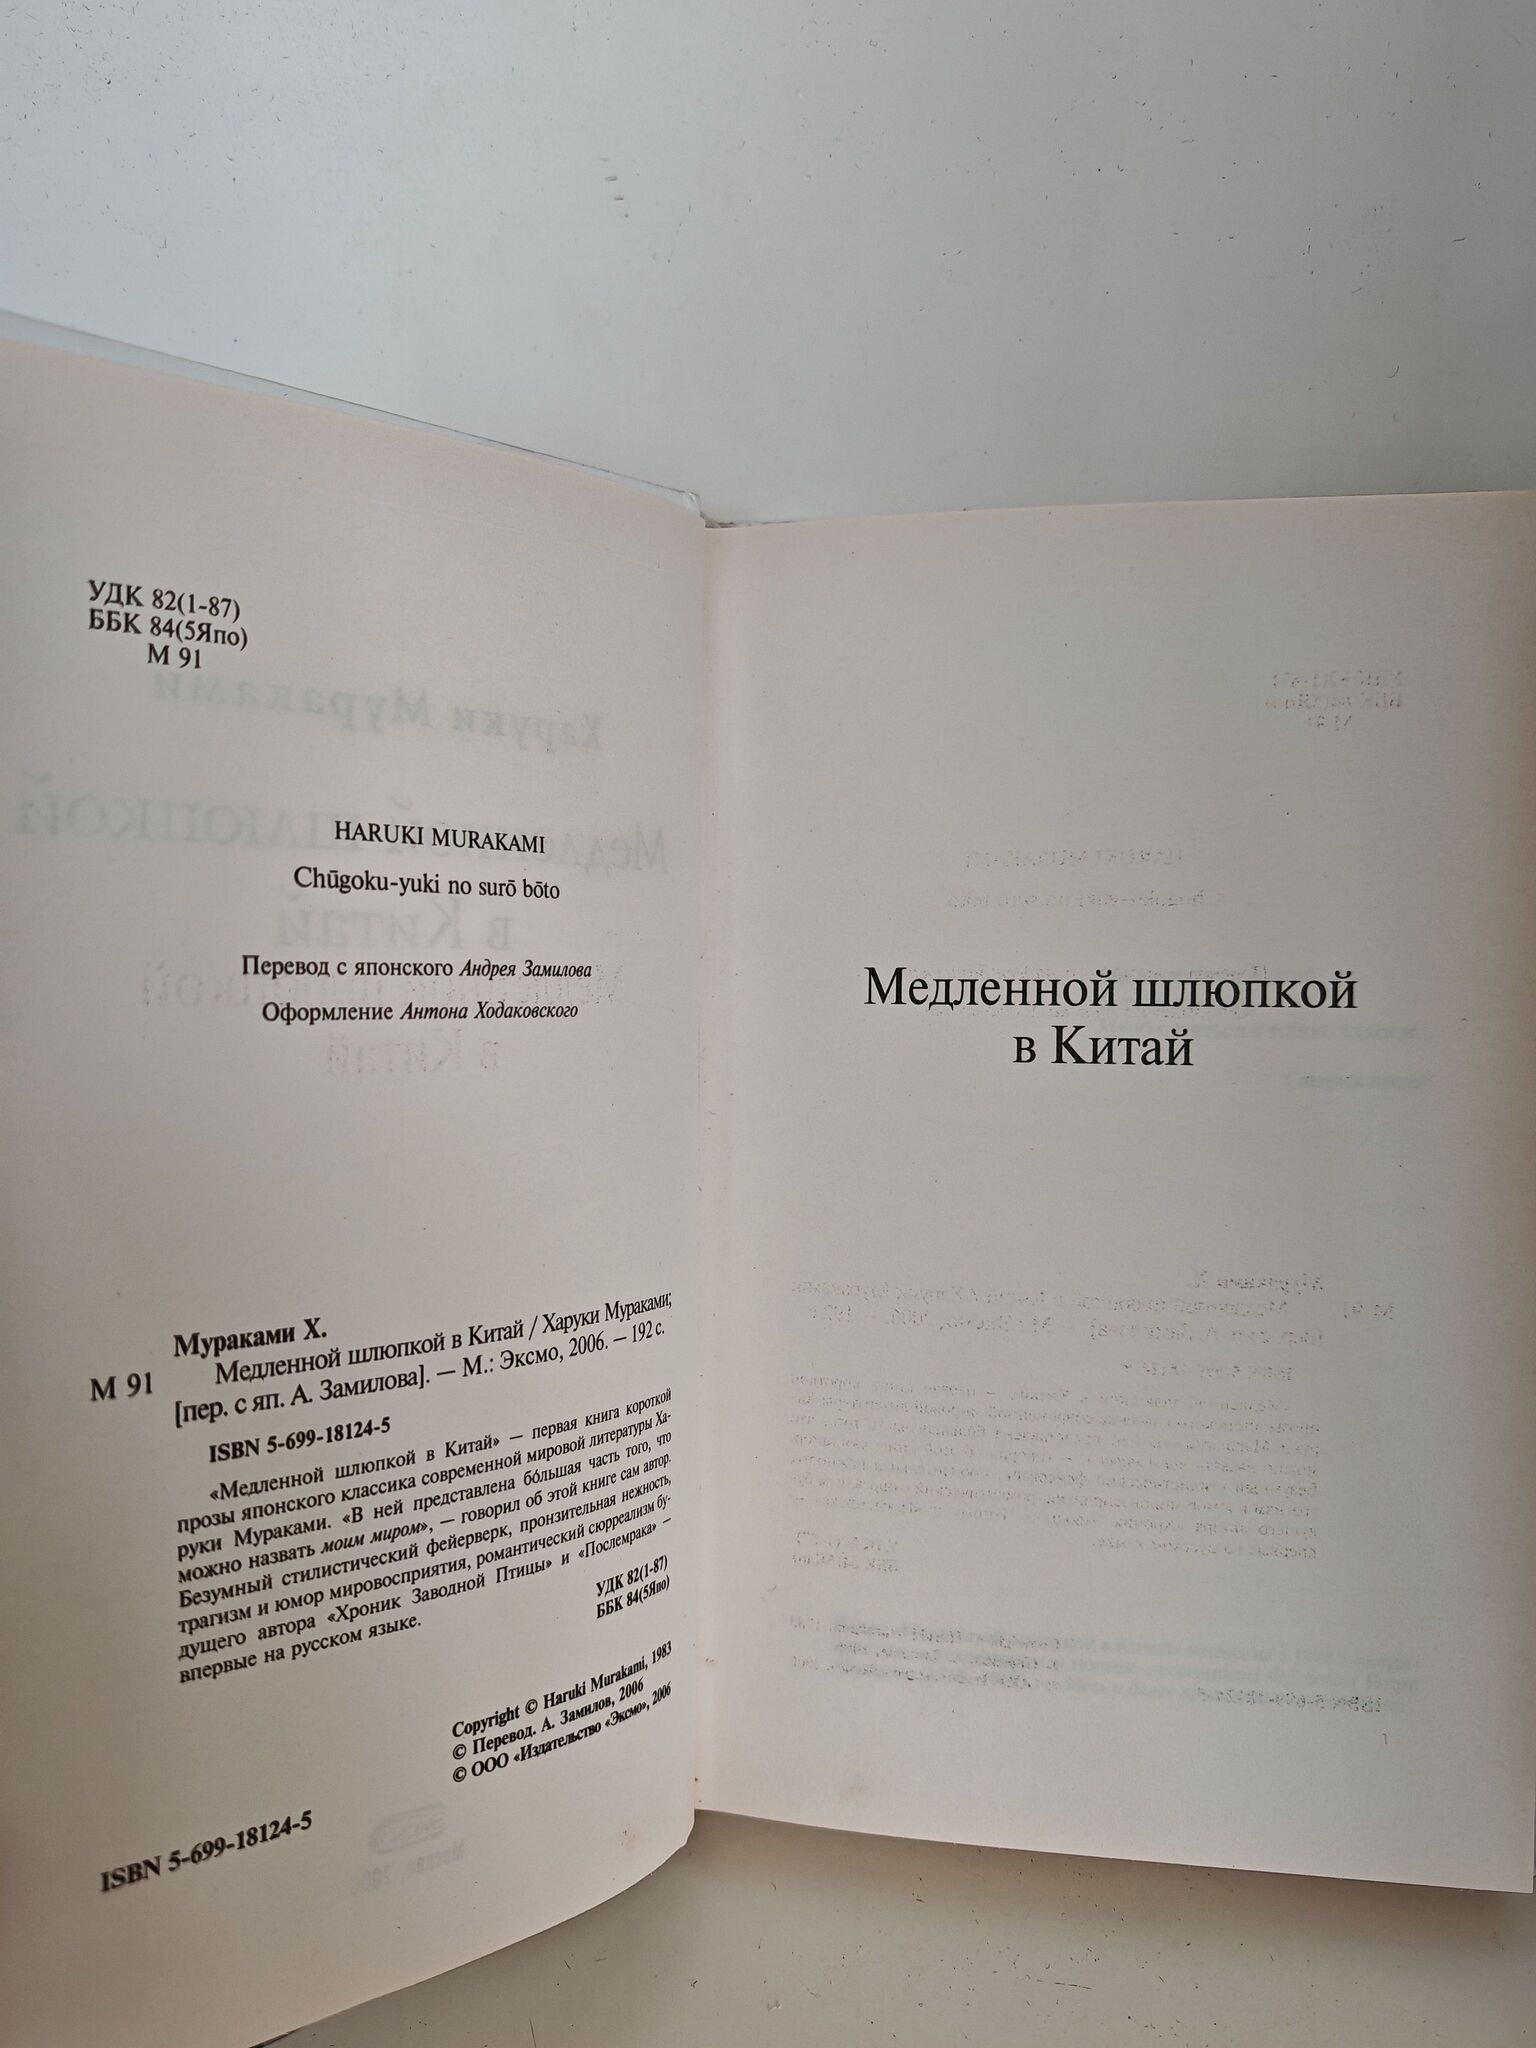 УДК 82(1-87)
ББК 84(5Япо)
М 91
HARUKI MURAKAMI
Chūgoku-yuki no surō bōto
Перевод с японского Андрея Замилова
Оформление Антона Ходаковского
Мураками Х.
М 91 Медленной шлюпкой в Китай / Харуки Мураками;
[пер. с яп. А. Замилова]. — М.: Эксмо, 2006. — 192 с.
ISBN 5-699-18124-5
«Медленной шлюпкой в Китай» — первая книга короткой
прозы японского классика современной мировой литературы Ха-
руки Мураками. «В ней представлена бо́льшая часть того, что
можно назвать моим миром», — говорил об этой книге сам автор.
Безумный стилистический фейерверк, пронзительная нежность,
трагизм и юмор мировосприятия, романтический сюрреализм бу-
дущего автора «Хроник Заводной Птицы» и «Послемрака» —
впервые на русском языке.
УДК 82(1-87)
ББК 84(5Япо)
Copyright © Haruki Murakami, 1983
© Перевод. А. Замилов, 2006
© ООО «Издательство «Эксмо», 2006
ISBN 5-699-18124-5
Медленной шлюпкой
в Китай